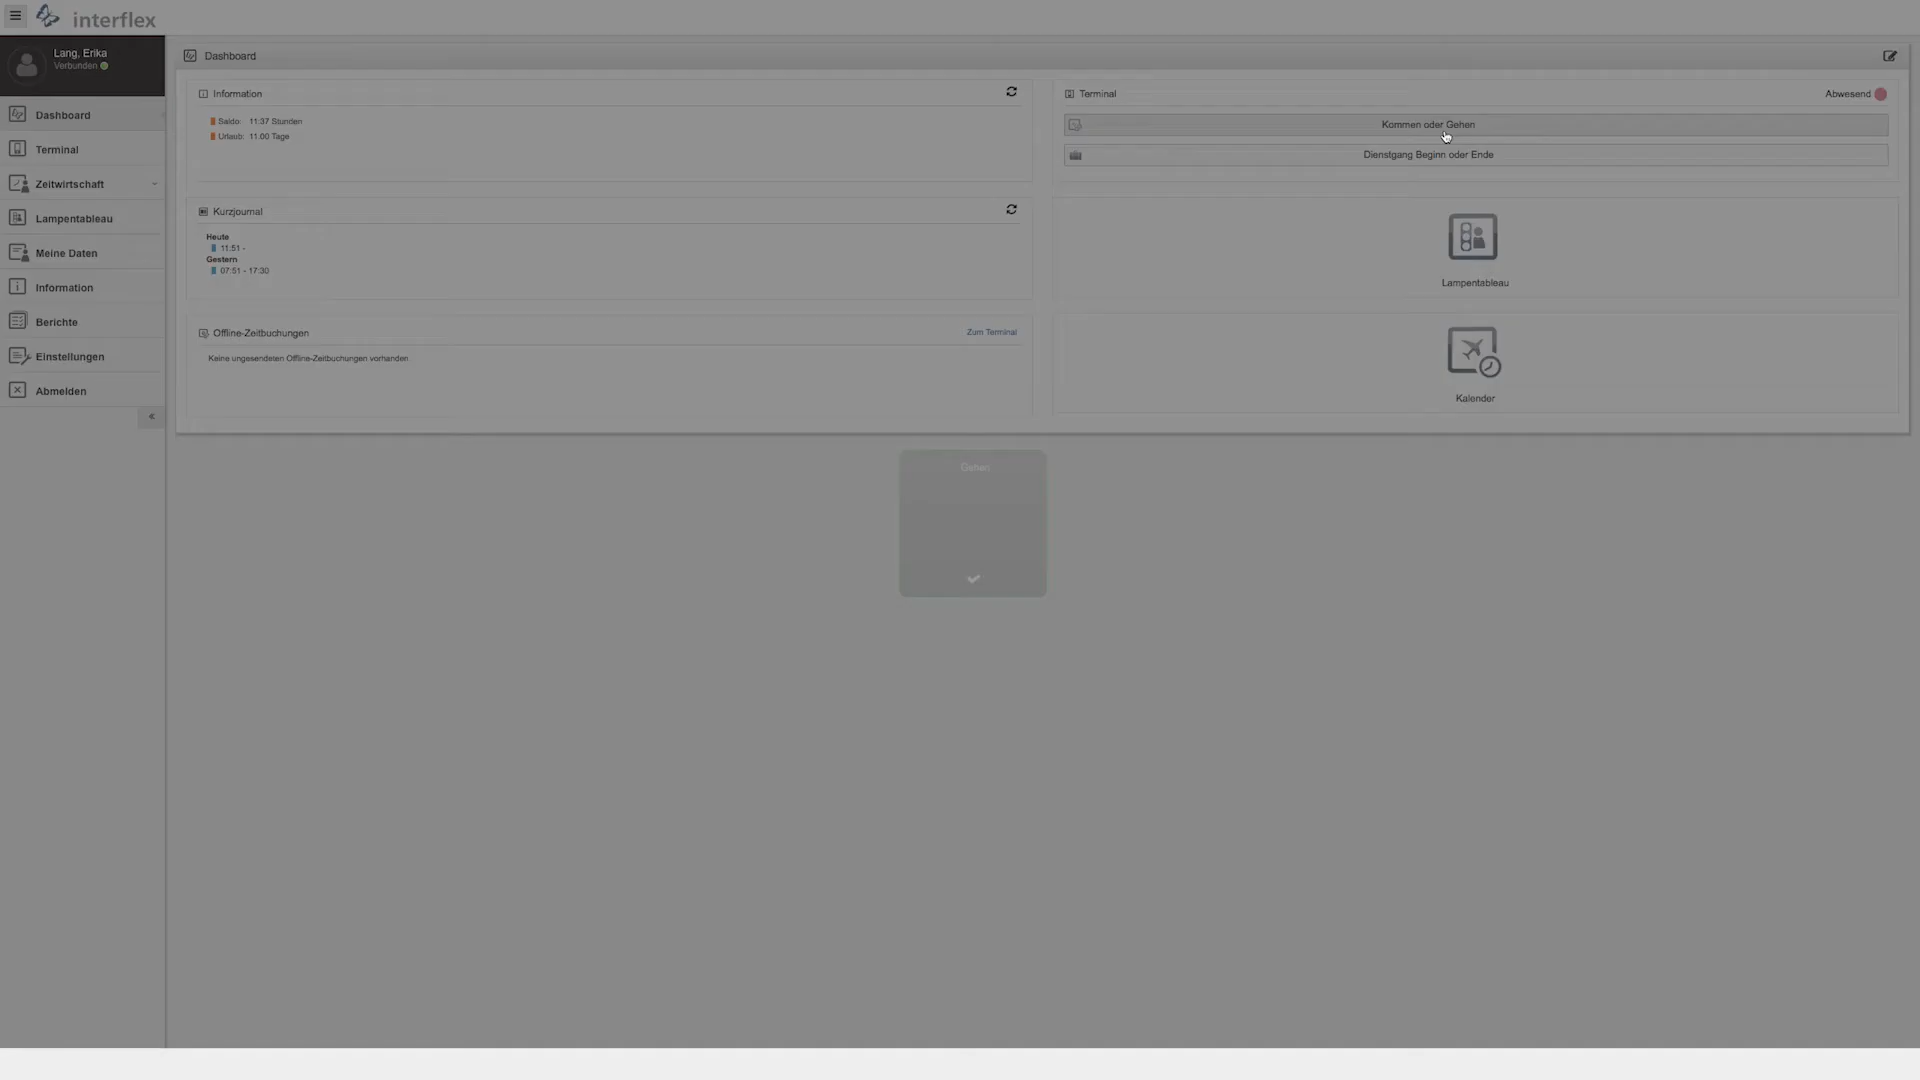 interflex
Lang, Erika
Verbunden
Dashboard
Terminal
Zeitwirtschaft
Lampentableau
Meine Daten
Information
Berichte
Einstellungen
Abmelden
«
Dashboard
Information
Saldo: 11:37 Stunden
Urlaub: 11.00 Tage
Kurzjournal
Heute
11:51 -
Gestern
07:51 - 17:30
Offline-Zeitbuchungen
Zum Terminal
Keine ungesendeten Offline-Zeitbuchungen vorhanden
Terminal
Abwesend
Kommen oder Gehen
Dienstgang Beginn oder Ende
Lampentableau
Kalender
Gehen